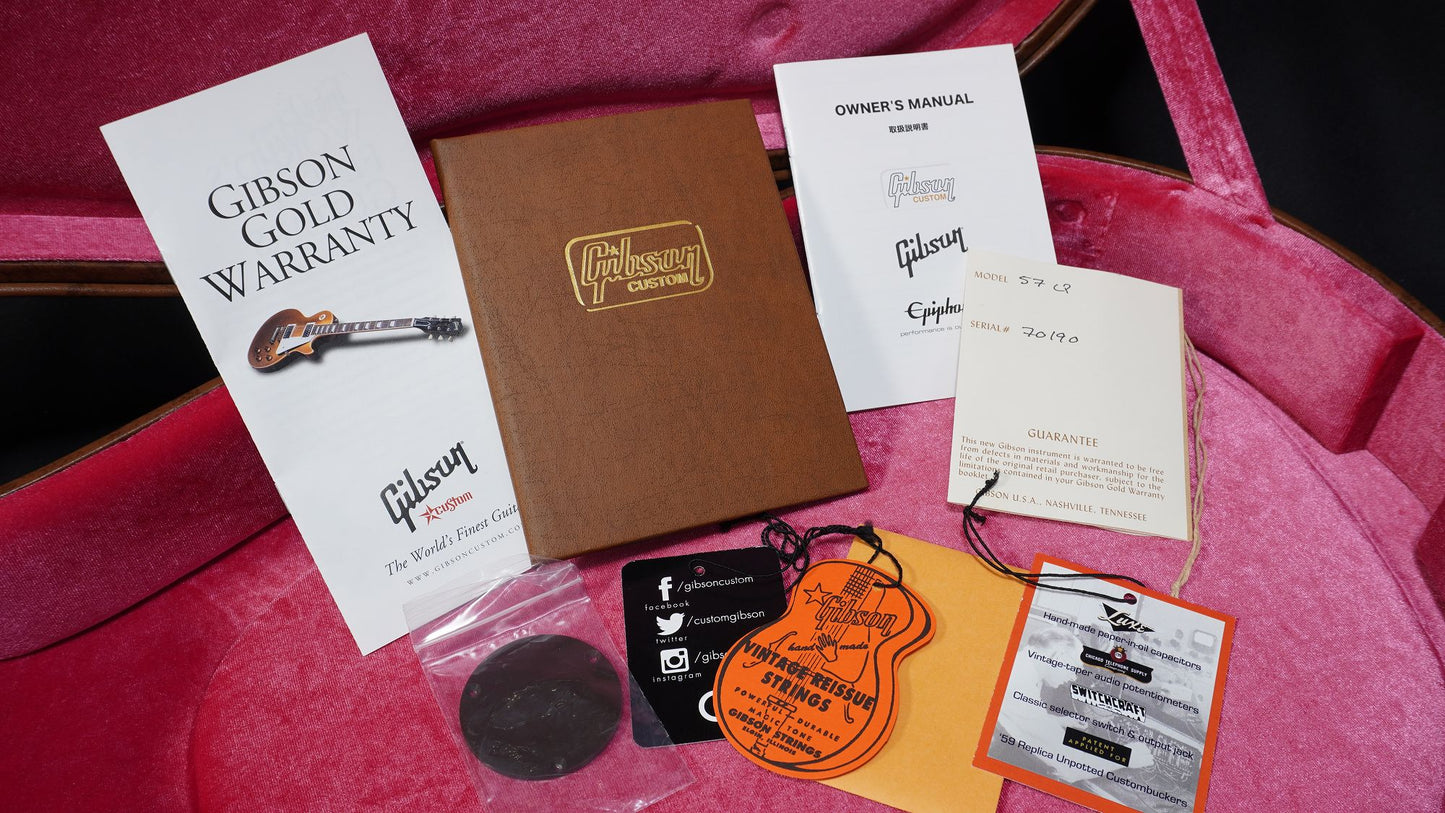 GIBSON
GOLD
WARRANTY
Gibson
custom
The World's Finest Guita
WWW.GIBSONCUSTOM.CO
Gibson
CUSTOM
OWNER'S MANUAL
取扱説明書
Gibson
CUSTOM
Gibson
Epipho
performance is
MODEL 57
SERIAL# 70190
GUARANTEE
This new Gibson instrument is warranted to be free
from defects in materials and workmanship for the
life of the original retail purchaser, subject to the
limitations contained in your Gibson Gold Warranty
booklet.
GIBSON U.S.A., NASHVILLE, TENNESSEE
/gibsoncustom
facebook
/customgibson
twitter
/gibs
instagram
Gibson
hand made
VINTAGE REISSUE
STRINGS
POWERFUL DURABLE
MAGIC TONE
GIBSON STRINGS
ELGIN, ILLINOIS
Luxe
Hand-made paper-in-oil capacitors
CHICAGO TELEPHONE SUPPLY
Vintage-taper audio potentiometers
SWITCHCRAFT
Classic selector switch & output jack
PATENT
APPLIED FOR
'59 Replica Unpotted Custombuckers